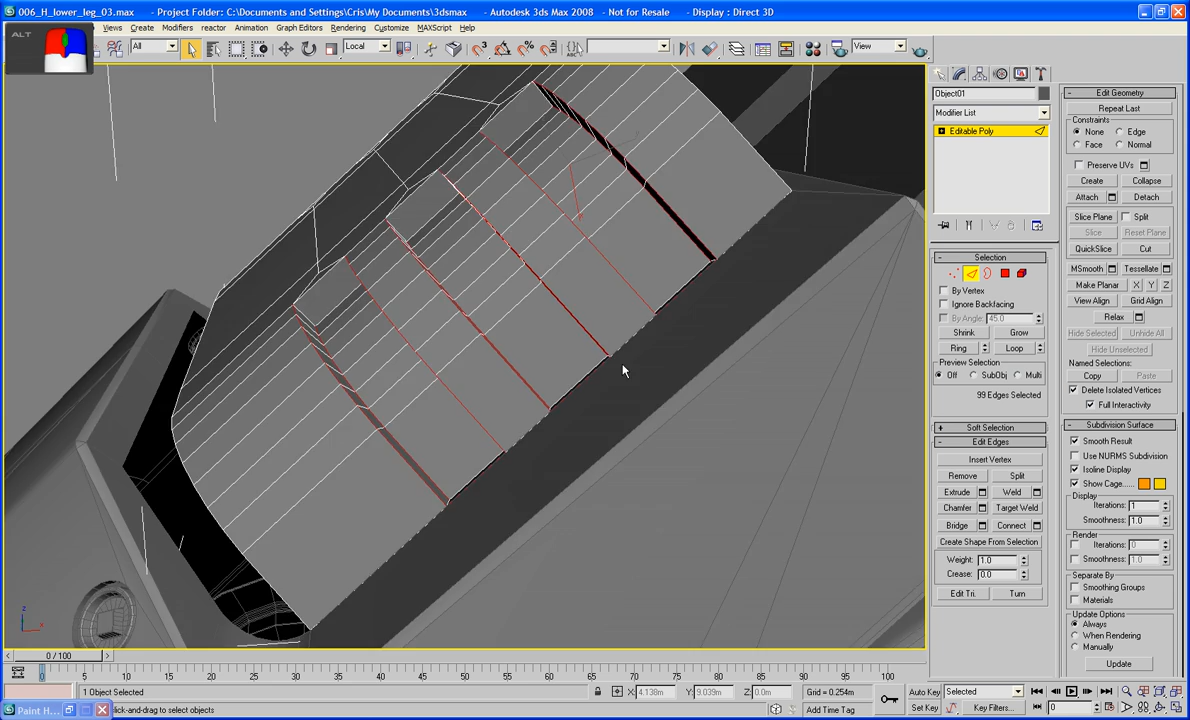 006_H_lower_leg_03.max - Project Folder: C:\Documents and Settings\Cris\My Documents\3dsmax - Autodesk 3ds Max 2008 - Not for Resale - Display : Direct 3D
ALT
Views Create Modifiers reactor Animation Graph Editors Rendering Customize MAXScript Help
All Local View
Object01
Modifier List
Editable Poly
Selection
By Vertex
Ignore Backfacing
By Angle: 45.0
Shrink Grow
Ring Loop
Preview Selection
Off SubObj Multi
99 Edges Selected
Soft Selection
Edit Edges
Insert Vertex
Remove Split
Extrude Weld
Chamfer Target Weld
Bridge Connect
Create Shape From Selection
Weight: 1.0
Crease: 0.0
Edit Tri. Turn
Edit Geometry
Repeat Last
Constraints
None Edge
Face Normal
Preserve UVs
Create Collapse
Attach Detach
Slice Plane Split
Slice Reset Plane
QuickSlice Cut
MSmooth Tessellate
Make Planar X Y Z
View Align Grid Align
Relax
Hide Selected Unhide All
Hide Unselected
Named Selections:
Copy Paste
Delete Isolated Vertices
Full Interactivity
Subdivision Surface
Smooth Result
Use NURMS Subdivision
Isoline Display
Show Cage......
Display
Iterations: 1
Smoothness: 1.0
Render
Iterations: 0
Smoothness: 1.0
Separate By
Smoothing Groups
Materials
Update Options
Always
When Rendering
Manually
Update
z
x
0 / 100
5 10 15 20 25 30 35 40 45 50 55 60 65 70 75 80 85 90 95 100
1 Object Selected X: 4.138m Y: 9.039m Z: 0.0m Grid = 0.254m Auto Key Selected
Paint H... click-and-drag to select objects Add Time Tag Set Key Key Filters... 0